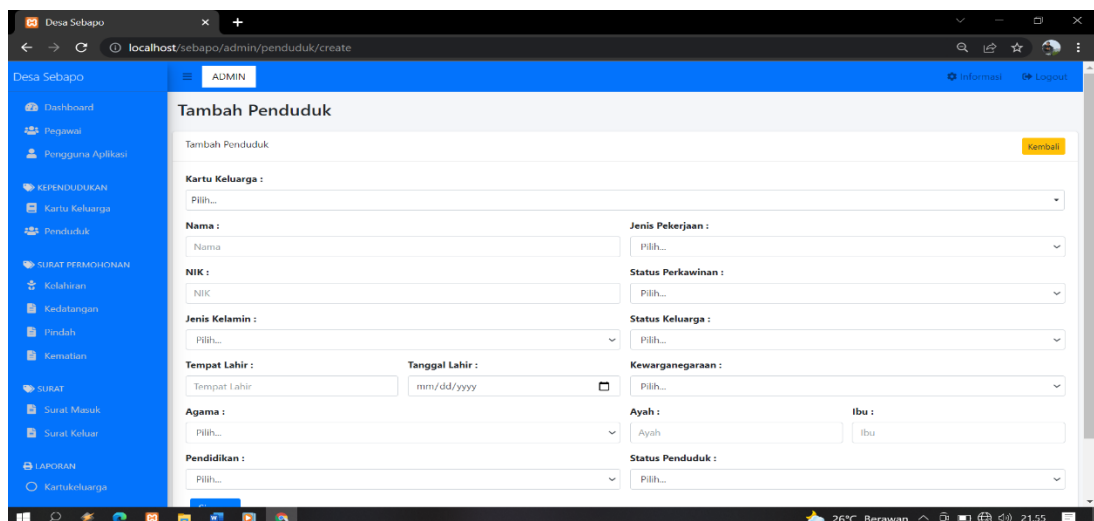 Desa Sebapo
localhost/sebapo/admin/penduduk/create
Desa Sebapo
ADMIN
Informasi
Logout
Dashboard
Pegawai
Pengguna Aplikasi
KEPENDUDUKAN
Kartu Keluarga
Penduduk
SURAT PERMOHONAN
Kelahiran
Kedatangan
Pindah
Kematian
SURAT
Surat Masuk
Surat Keluar
LAPORAN
Kartukeluarga
Tambah Penduduk
Tambah Penduduk
Kembali
Kartu Keluarga :
Pilih...
Nama :
Nama
NIK :
NIK
Jenis Kelamin :
Pilih...
Tempat Lahir : Tanggal Lahir :
Tempat Lahir mm/dd/yyyy
Agama :
Pilih...
Pendidikan :
Pilih...
Jenis Pekerjaan :
Pilih...
Status Perkawinan :
Pilih...
Status Keluarga :
Pilih...
Kewarganegaraan :
Pilih...
Ayah : Ibu :
Ayah Ibu
Status Penduduk :
Pilih...
26°C Berawan 21.55